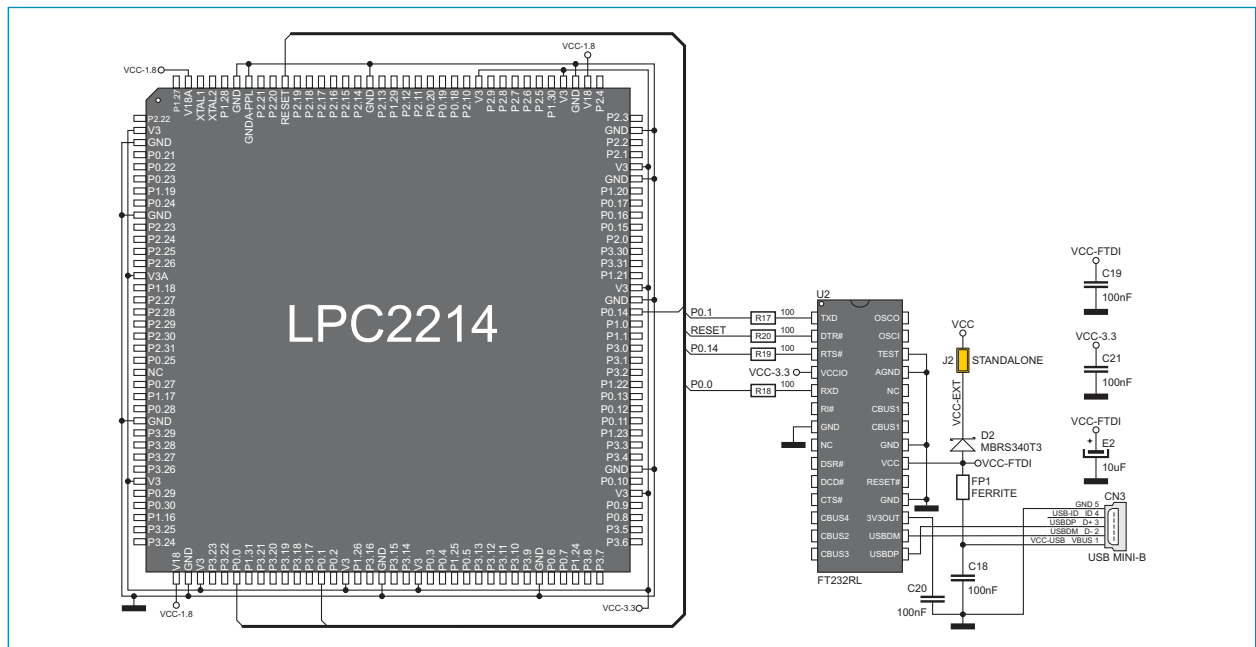 VCC-1.8
VCC-1.8
P1.27
V18A
XTAL1
XTAL2
P1.28
GND
GNDA-PPL
P2.21
P2.20
RESET
P2.19
P2.18
P2.17
P2.16
P2.15
P2.14
GND
P2.13
P1.29
P2.12
P2.11
P0.20
P0.19
P0.18
P2.10
V3
P2.9
P2.8
P2.7
P2.6
P2.5
P1.30
V3
GND
V18
P2.4
P2.22
V3
GND
P0.21
P0.22
P0.23
P1.19
P0.24
GND
P2.23
P2.24
P2.25
P2.26
V3A
P1.18
P2.27
P2.28
P2.29
P2.30
P2.31
P0.25
NC
P0.27
P1.17
P0.28
GND
P3.29
P3.28
P3.27
P3.26
V3
P0.29
P0.30
P1.16
P3.25
P3.24
LPC2214
P2.3
GND
P2.2
P2.1
V3
GND
P1.20
P0.17
P0.16
P0.15
P2.0
P3.30
P3.31
P1.21
V3
GND
P0.14
P1.0
P1.1
P3.0
P3.1
P3.2
P1.22
P0.13
P0.12
P0.11
P1.23
P3.3
P3.4
GND
P0.10
V3
P0.9
P0.8
P3.5
P3.6
V18
GND
V3
P3.23
P3.22
P0.0
P1.31
P3.21
P3.20
P3.19
P3.18
P3.17
P0.1
P0.2
V3
P1.26
P3.16
GND
P3.15
P3.14
V3
P0.3
P0.4
P1.25
P0.5
P3.13
P3.12
P3.11
P3.10
P3.9
GND
P0.6
P0.7
P1.24
P3.8
P3.7
VCC-1.8
VCC-3.3
P0.1
R17
100
RESET
R20
100
P0.14
R19
100
VCC-3.3
P0.0
R18
100
U2
TXD
DTR#
RTS#
VCCIO
RXD
RI#
GND
NC
DSR#
DCD#
CTS#
CBUS4
CBUS2
CBUS3
OSCO
OSCI
TEST
AGND
NC
CBUS1
CBUS1
GND
VCC
RESET#
GND
3V3OUT
USBDM
USBDP
FT232RL
VCC
J2
STANDALONE
VCC-EXT
D2
MBRS340T3
VCC-FTDI
FP1
FERRITE
CN3
GND 5
USB-ID ID 4
USBDP D+ 3
USBDM D- 2
VCC-USB VBUS 1
USB MINI-B
C18
100nF
C20
100nF
VCC-FTDI
C19
100nF
VCC-3.3
C21
100nF
VCC-FTDI
+
E2
10uF